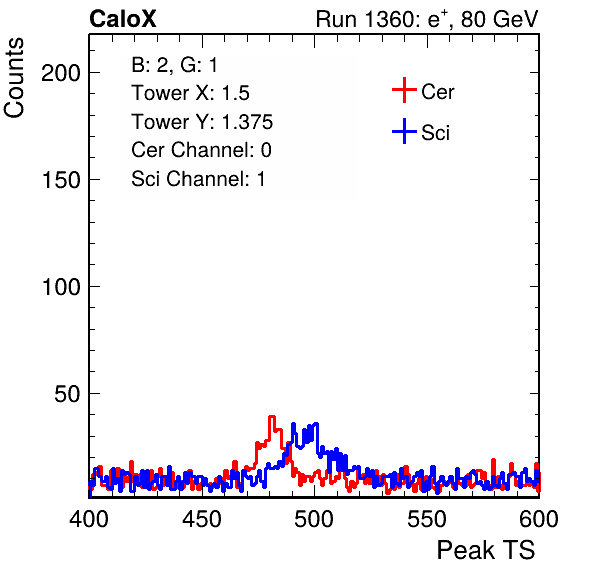 CaloX Run 1360: e⁺, 80 GeV
Counts
B: 2, G: 1
Tower X: 1.5
Tower Y: 1.375
Cer Channel: 0
Sci Channel: 1
Cer
Sci
200
150
100
50
400 450 500 550 600
Peak TS